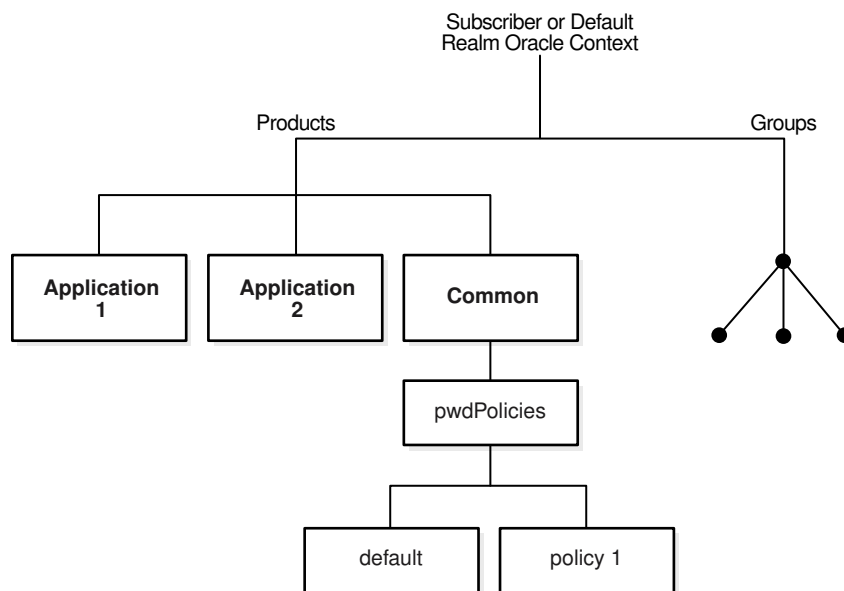 Subscriber or Default
Realm Oracle Context
Products
Groups
Application
1
Application
2
Common
pwdPolicies
default
policy 1